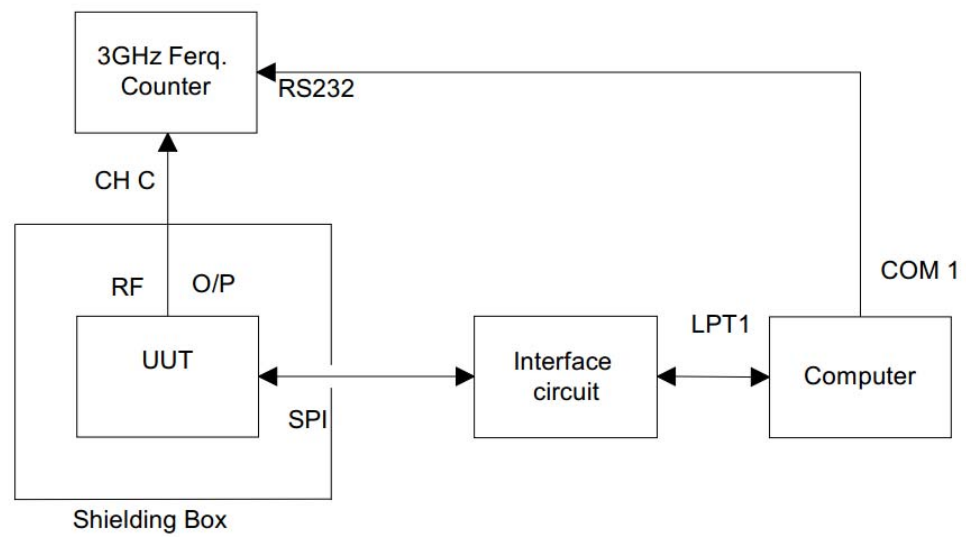 3GHz Ferq.
Counter
RS232
CH C
RF O/P
COM 1
LPT1
UUT
Interface
circuit
Computer
SPI
Shielding Box